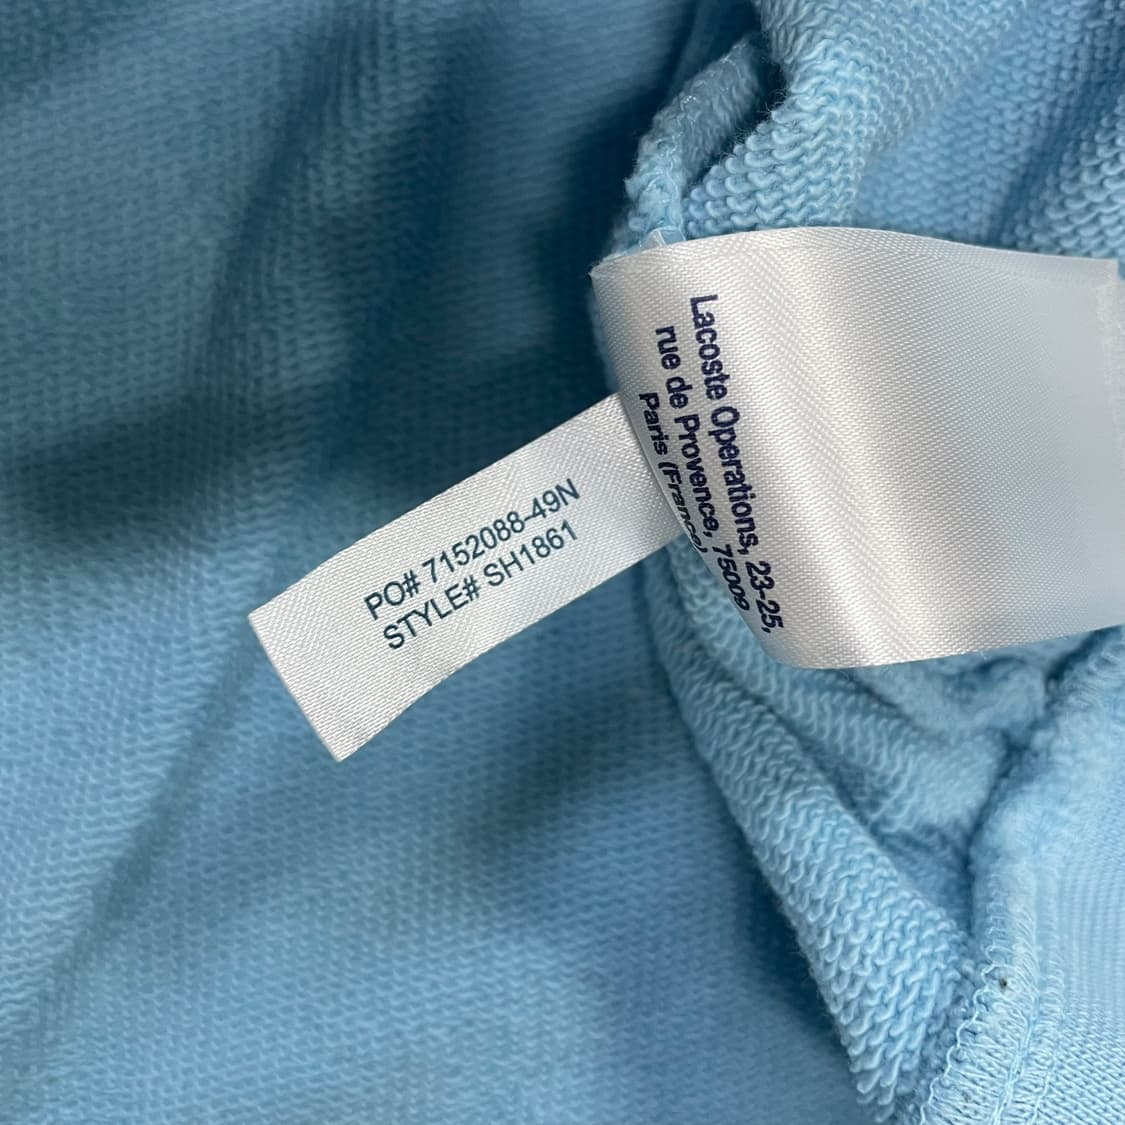 PO# 7152088-49N
STYLE# SH1861
Lacoste Operations, 23-25,
rue de Provence, 75009
Paris (France)